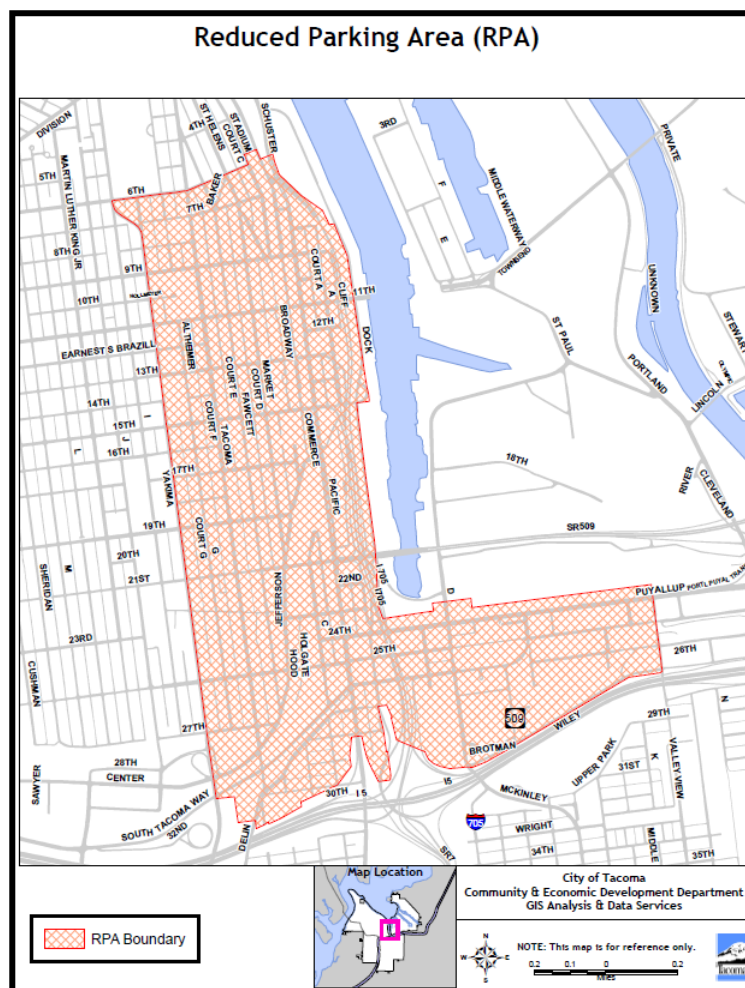 Reduced Parking Area (RPA)
DIVISION
4TH
ST HELENS
STADIUM
COURT C
SCHUSTER
3RD
PRIVATE
5TH
MARTIN LUTHER KING JR
6TH
BAKER
7TH
F
E
MIDDLE WATERWAY
TOWNSEND
8TH
9TH
COURT A
A
CLIFF
UNKNOWN
10TH
11TH
12TH
BROADWAY
DOCK
STEWART
EARNEST S BRAZILL
ALTHEIMER
ST PAUL
PORTLAND
OLYMPIC
LINCOLN
13TH
COURT E
MARKET
COURT D
FAWCETT
14TH
15TH
I
J
L
16TH
COURT F
TACOMA
COMMERCE
17TH
YAKIMA
PACIFIC
18TH
RIVER
CLEVELAND
19TH
SR509
COURT G
G
20TH
21ST
M
SHERIDAN
JEFFERSON
22ND
I 705
I705
D
PUYALLUP
23RD
C
24TH
25TH
HOLGATE
HOOD
26TH
CUSHMAN
509
WILEY
BROTMAN
27TH
29TH
N
28TH
CENTER
UPPER PARK
31ST
K
VALLEY VIEW
SAWYER
SOUTH TACOMA WAY
32ND
30TH
I 5
I5
MCKINLEY
DELIN
SR7
705
WRIGHT
34TH
MIDDLE
35TH
Map Location
City of Tacoma
Community & Economic Development Department
GIS Analysis & Data Services
RPA Boundary
N
W
E
S
NOTE: This map is for reference only.
0.2
0.1
0
0.2
Miles
Tacoma